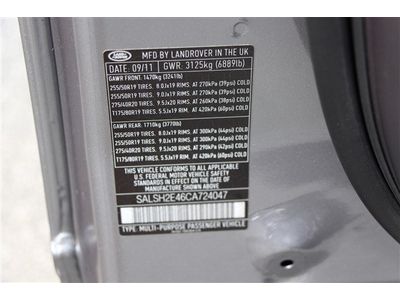 LAND ROVER
MFD BY LANDROVER IN THE UK
DATE: 09/11 GWR: 3125kg (6889lb)
GAWR FRONT: 1470kg (3241lb)
255/50R19 TIRES. 8.0Jx19 RIMS. AT 270kPa (39psi) COLD
255/50R19 TIRES. 9.0Jx19 RIMS. AT 270kPa (39psi) COLD
275/40R20 TIRES. 9.5Jx20 RIMS. AT 260kPa (38psi) COLD
T175/80R19 TIRES. 5.5Jx19 RIMS. AT 420kPa (60psi) COLD
GAWR REAR: 1710kg (3770lb)
255/50R19 TIRES. 8.0Jx19 RIMS. AT 300kPa (44psi) COLD
255/50R19 TIRES. 9.0Jx19 RIMS. AT 300kPa (44psi) COLD
275/40R20 TIRES. 9.5Jx20 RIMS. AT 290kPa (42psi) COLD
T175/80R19 TIRES. 5.5Jx19 RIMS. AT 420kPa (60psi) COLD
THIS VEHICLE CONFORMS TO ALL APPLICABLE
U.S. FEDERAL MOTOR VEHICLE SAFETY
STANDARDS IN EFFECT ON THE DATE OF
MANUFACTURE SHOWN ABOVE
SALSH2E46CA724047
TYPE: MULTI-PURPOSE PASSENGER VEHICLE